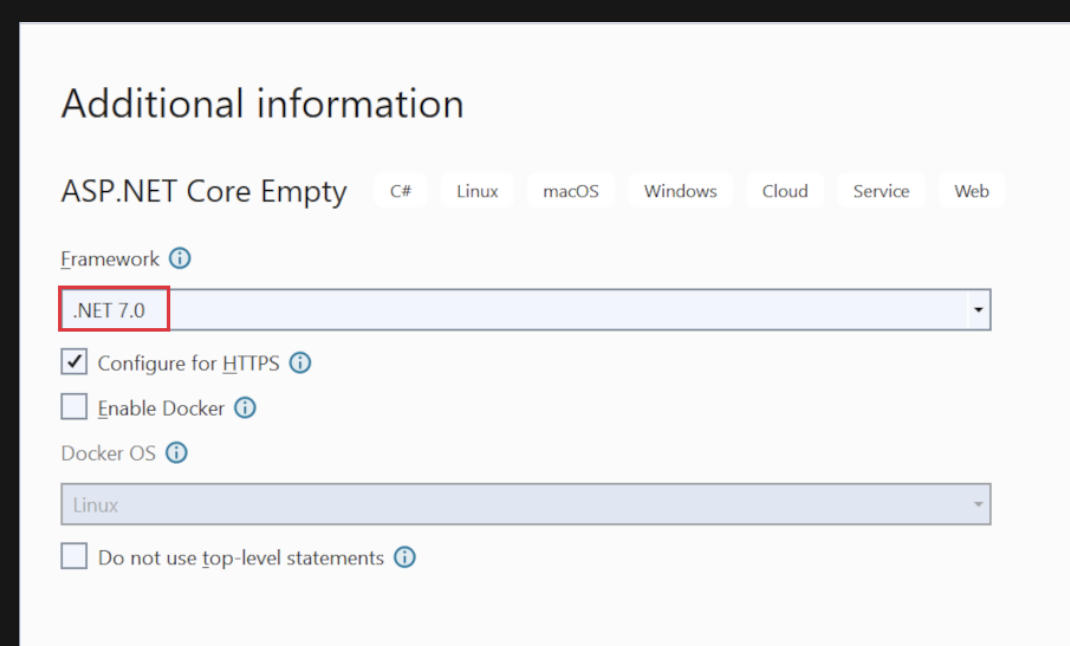 Additional information
ASP.NET Core Empty C# Linux macOS Windows Cloud Service Web
Framework
.NET 7.0
Configure for HTTPS
Enable Docker
Docker OS
Linux
Do not use top-level statements